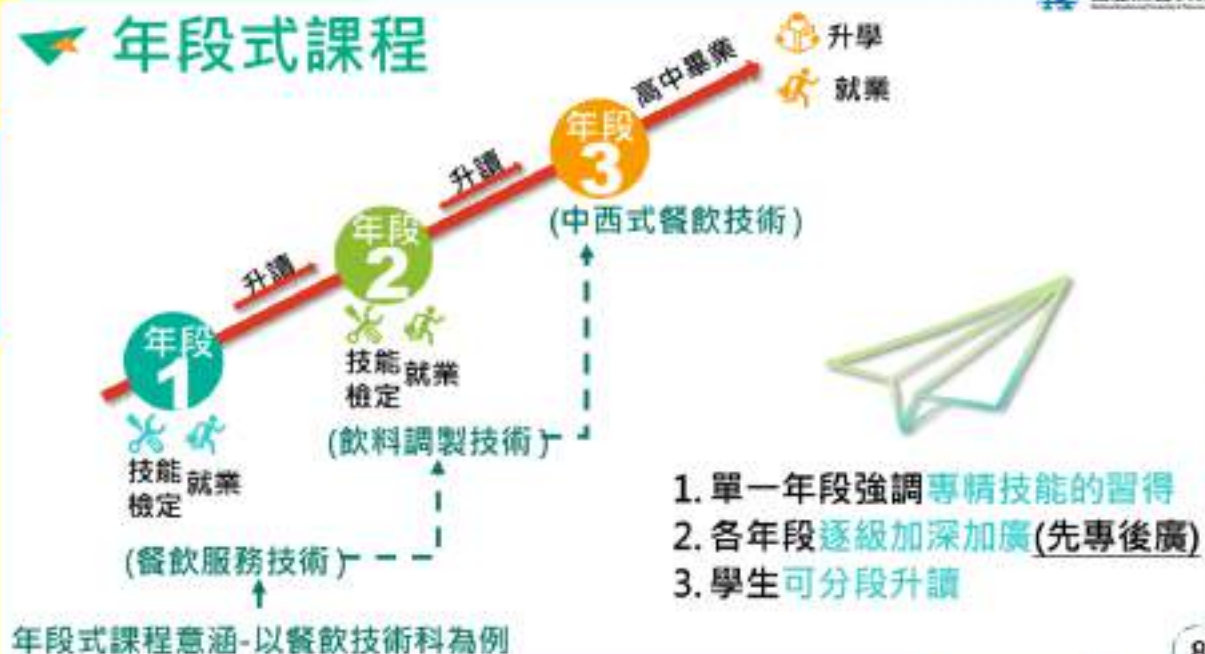 年段式課程
升學
就業
高中畢業
年段
3
升讀
(中西式餐飲技術)
年段
2
升讀
技能
檢定
就業
年段
1
(飲料調製技術)
技能
檢定
就業
(餐飲服務技術)
1. 單一年段強調專精技能的習得
2. 各年段逐級加深加廣(先專後廣)
3. 學生可分段升讀
年段式課程意涵-以餐飲技術科為例
8